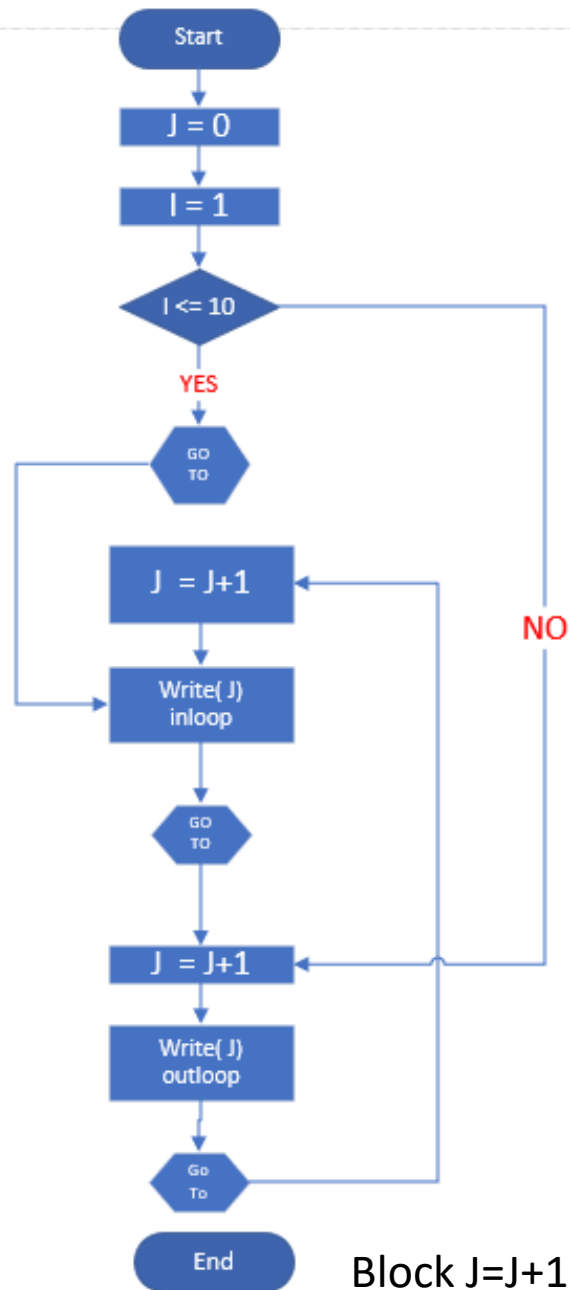 Start
J = 0
I = 1
I <= 10
YES
GO
TO
J = J+1
NO
Write( J)
inloop
GO
TO
J = J+1
Write( J)
outloop
Go
To
End
Block J=J+1